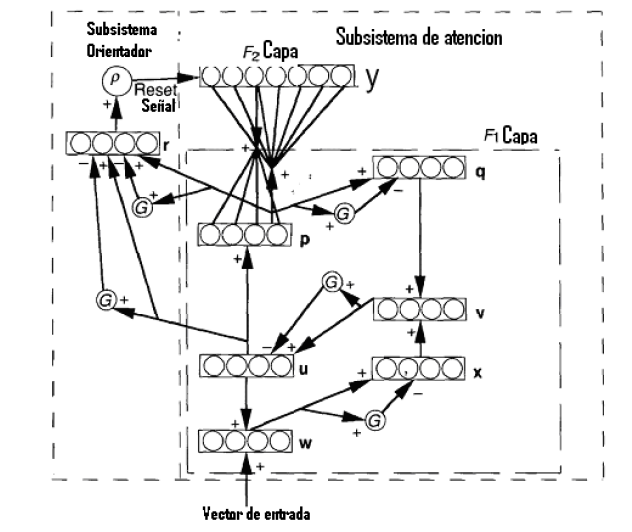 Subsistema
Orientador
Subsistema de atencion
F2 Capa
ρ
y
Reset
Señal
+
F1 Capa
r
- + - +
+
+
q
+
-
G
+
G
+
p
+
+
G
+
-
+
+
v
+
G
+
u
+
x
-
+
w
G
+
+
Vector de entrada